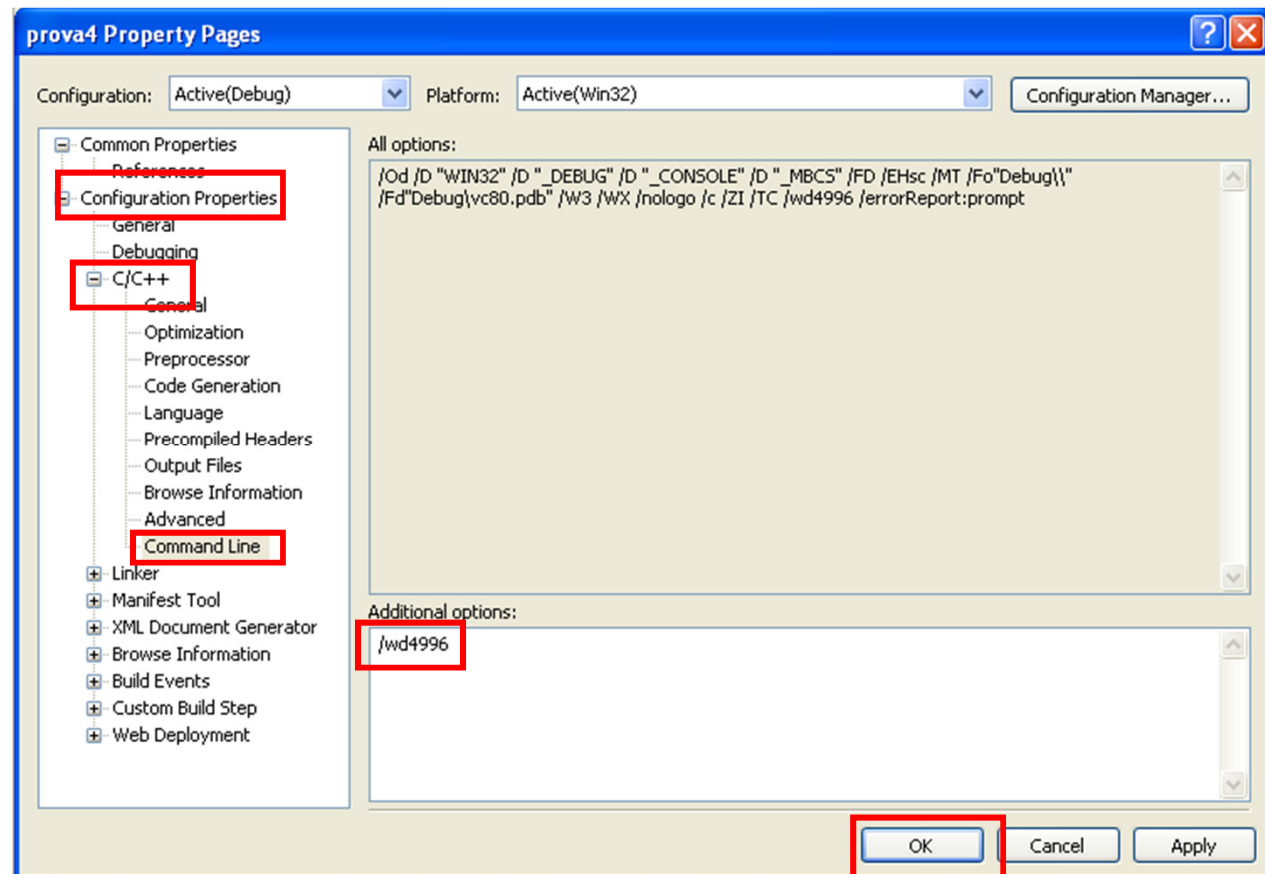 prova4 Property Pages
Configuration: Active(Debug) Platform: Active(Win32) Configuration Manager...
Common Properties
References
Configuration Properties
General
Debugging
C/C++
General
Optimization
Preprocessor
Code Generation
Language
Precompiled Headers
Output Files
Browse Information
Advanced
Command Line
Linker
Manifest Tool
XML Document Generator
Browse Information
Build Events
Custom Build Step
Web Deployment
All options:
/Od /D "WIN32" /D "_DEBUG" /D "_CONSOLE" /D "_MBCS" /FD /EHsc /MT /Fo"Debug\\"
/Fd"Debug\vc80.pdb" /W3 /WX /nologo /c /ZI /TC /wd4996 /errorReport:prompt
Additional options:
/wd4996
OK Cancel Apply